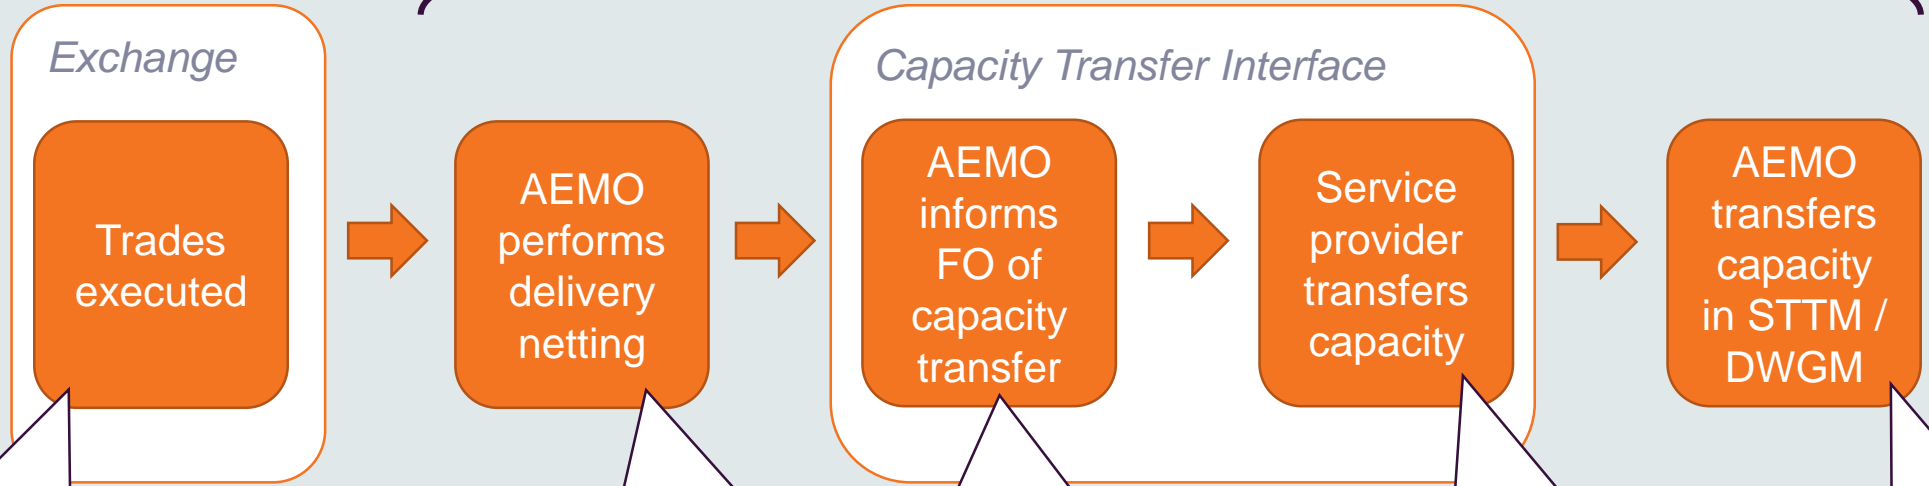 Exchange
Trades
executed
AEMO
performs
delivery
netting
Capacity Transfer Interface
AEMO
informs
FO of
capacity
transfer
Service
provider
transfers
capacity
AEMO
transfers
capacity
in STTM /
DWGM